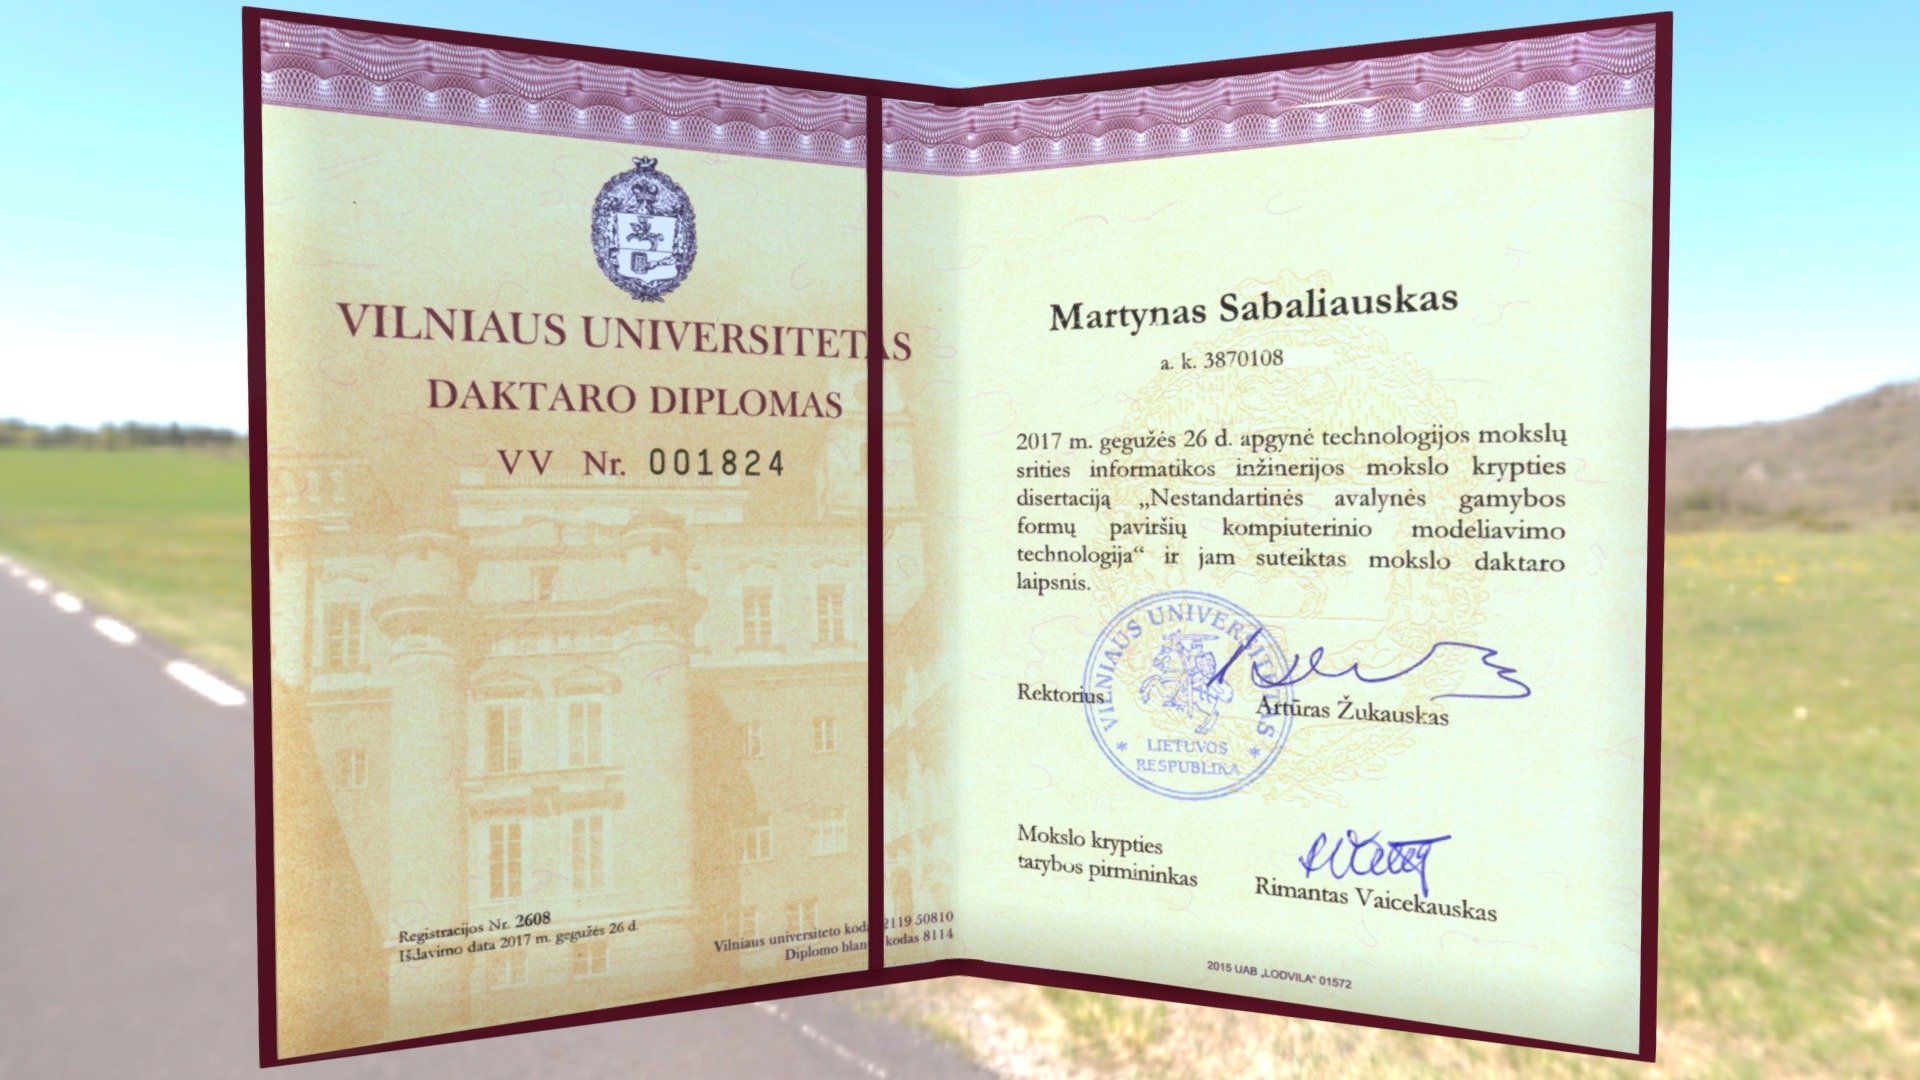 VILNIAUS UNIVERSITETAS
DAKTARO DIPLOMAS
VV Nr. 001824
Registracijos Nr. 2608
Išdavimo data 2017 m. gegužės 26 d.
Vilniaus universiteto kodas 2119 50810
Diplomo blanko kodas 8114
Martynas Sabaliauskas
a. k. 3870108
2017 m. gegužės 26 d. apgynė technologijos mokslų
srities informatikos inžinerijos mokslo krypties
disertaciją „Nestandartinės avalynės gamybos
formų paviršių kompiuterinio modeliavimo
technologija“ ir jam suteiktas mokslo daktaro
laipsnis.
VILNIAUS UNIVERSITETAS
* LIETUVOS *
RESPUBLIKA
Rektorius
Artūras Žukauskas
Mokslo krypties
tarybos pirmininkas
Rimantas Vaicekauskas
2015 UAB „LODVILA“ 01572